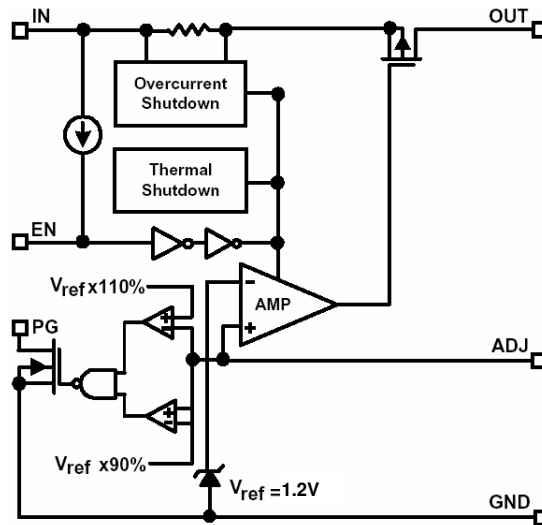 IN
OUT
Overcurrent
Shutdown
Thermal
Shutdown
EN
Vref x110%
- AMP
+
PG
+
-
ADJ
+
-
Vref x90%
Vref =1.2V
GND